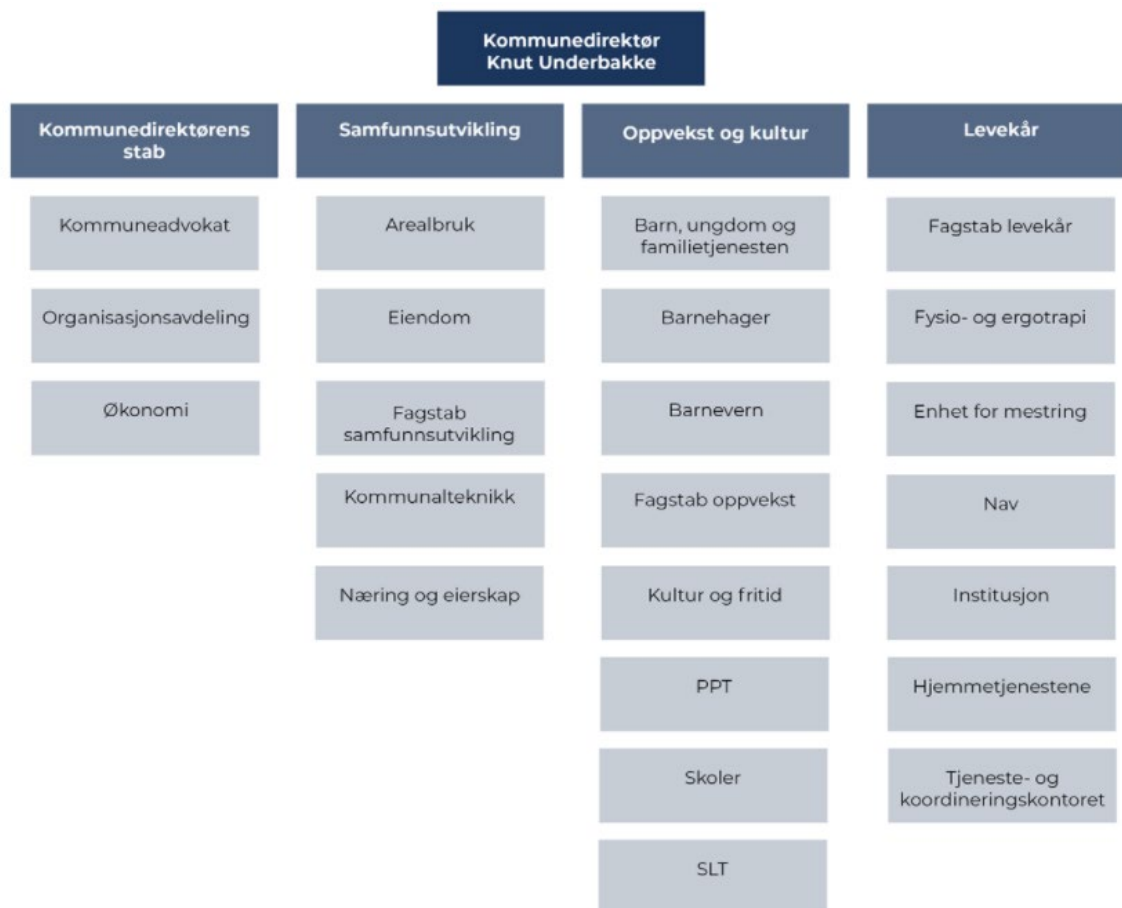 Kommunedirektør
Knut Underbakke
Kommunedirektørens
stab
Kommuneadvokat
Organisasjonsavdeling
Økonomi
Samfunnsutvikling
Arealbruk
Eiendom
Fagstab
samfunnsutvikling
Kommunalteknikk
Næring og eierskap
Oppvekst og kultur
Barn, ungdom og
familietjenesten
Barnehager
Barnevern
Fagstab oppvekst
Kultur og fritid
PPT
Skoler
SLT
Levekår
Fagstab levekår
Fysio- og ergotrapi
Enhet for mestring
Nav
Institusjon
Hjemmetjenestene
Tjeneste- og
koordineringskontoret